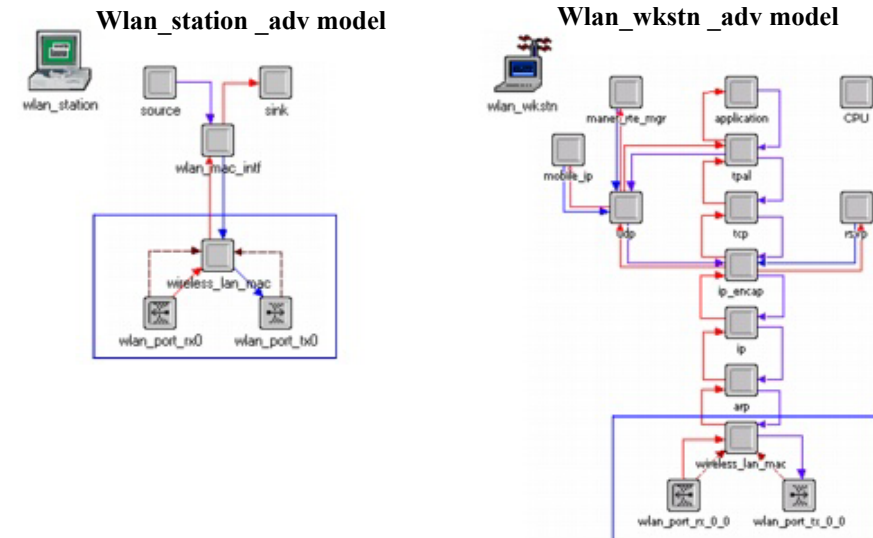 Wlan_station _adv model
wlan_station
source
sink
wlan_mac_intf
wireless_lan_mac
wlan_port_rx0
wlan_port_tx0
Wlan_wkstn _adv model
wlan_wkstn
manet_rte_mgr
application
CPU
mobile_ip
tpal
udp
tcp
rsvp
ip_encap
ip
arp
wireless_lan_mac
wlan_port_rx_0_0
wlan_port_tx_0_0